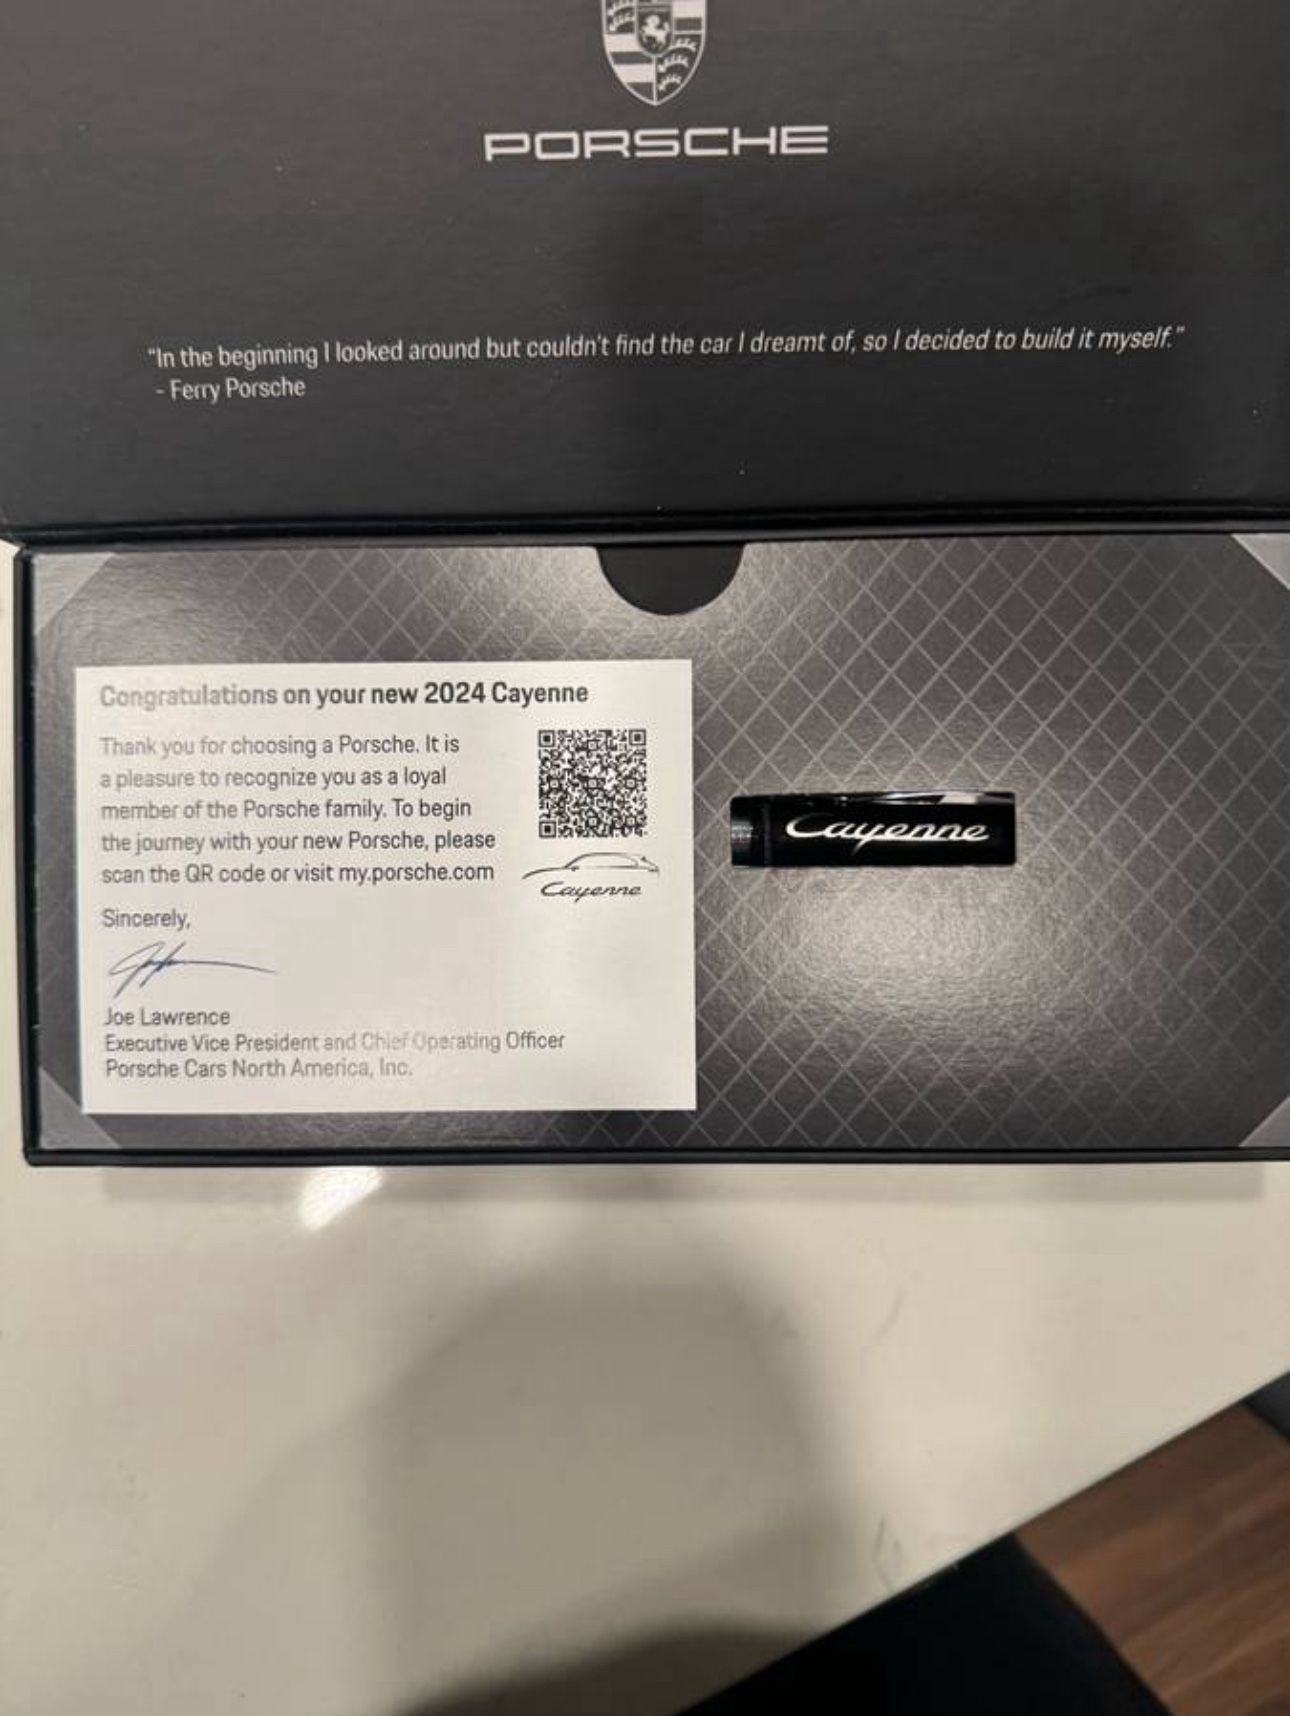 PORSCHE
"In the beginning I looked around but couldn't find the car I dreamt of, so I decided to build it myself."
- Ferry Porsche
Congratulations on your new 2024 Cayenne
Thank you for choosing a Porsche. It is
a pleasure to recognize you as a loyal
member of the Porsche family. To begin
the journey with your new Porsche, please
scan the QR code or visit my.porsche.com
Cayenne
Sincerely,
Joe Lawrence
Executive Vice President and Chief Operating Officer
Porsche Cars North America, Inc.
Cayenne